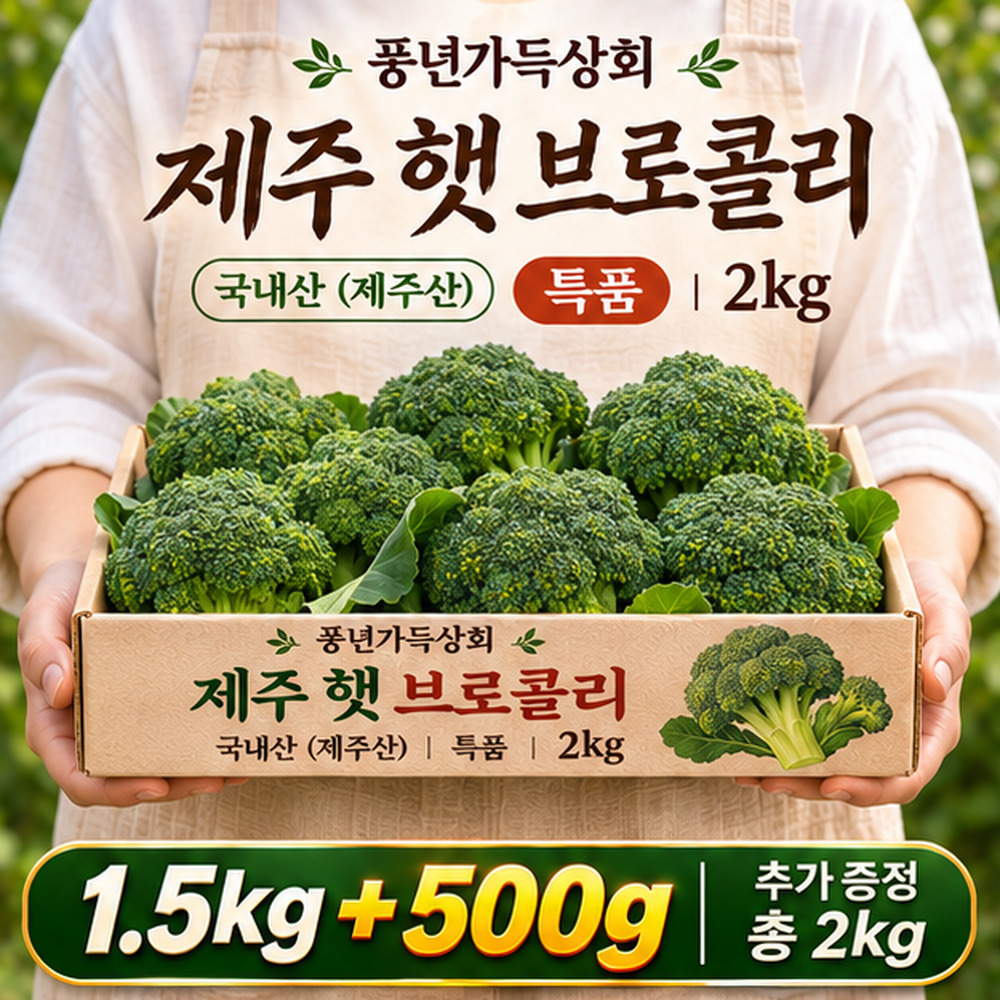 풍년가득상회
제주 햇 브로콜리
국내산 (제주산) 특품 | 2kg
풍년가득상회
제주 햇 브로콜리
국내산 (제주산) | 특품 | 2kg
1.5kg + 500g | 추가 증정
총 2kg